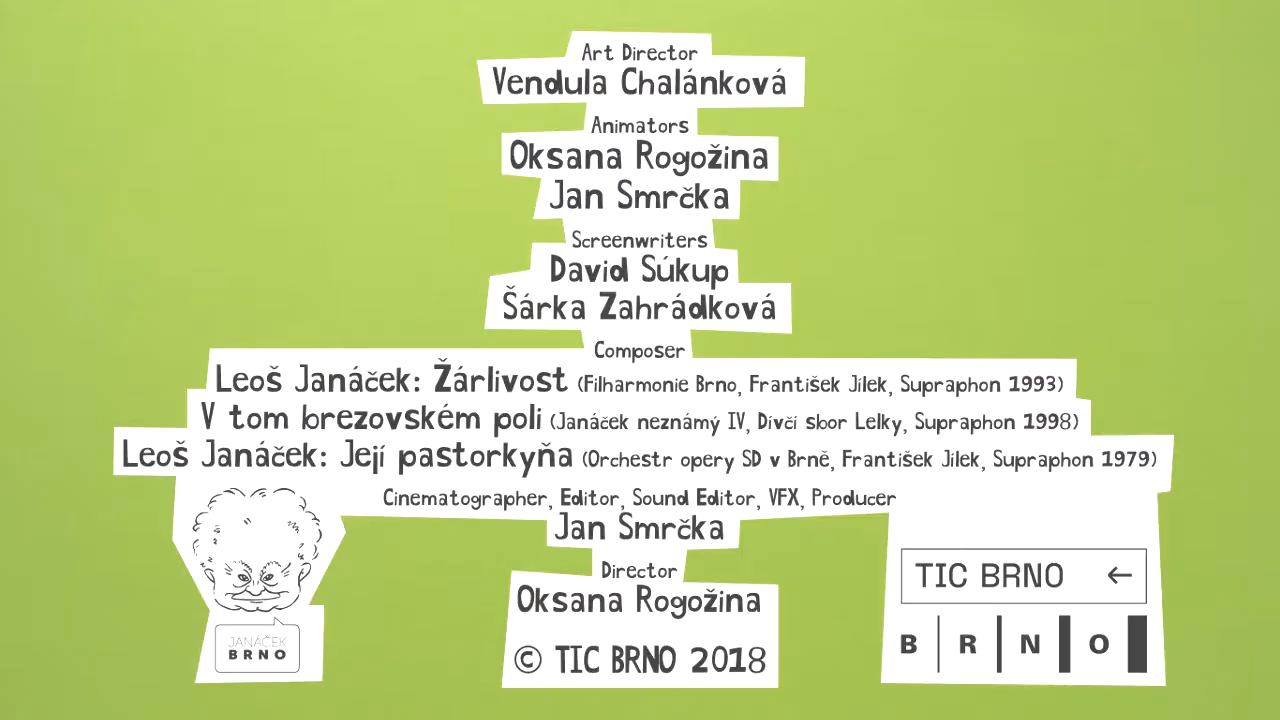 Art Director
Vendula Chalánková
Animators
Oksana Rogožina
Jan Smrčka
Screenwriters
David Súkup
Šárka Zahrádková
Composer
Leoš Janáček: Žárlivost (Filharmonie Brno, František Jílek, Supraphon 1993)
V tom brezovském poli (Janáček neznámý IV, Dívčí sbor Lelky, Supraphon 1998)
Leoš Janáček: Její pastorkyňa (Orchestr opery SD v Brně, František Jílek, Supraphon 1979)
Cinematographer, Editor, Sound Editor, VFX, Producer
Jan Smrčka
Director
Oksana Rogožina
© TIC BRNO 2018
JANÁČEK
BRNO
TIC BRNO ←
B R N O